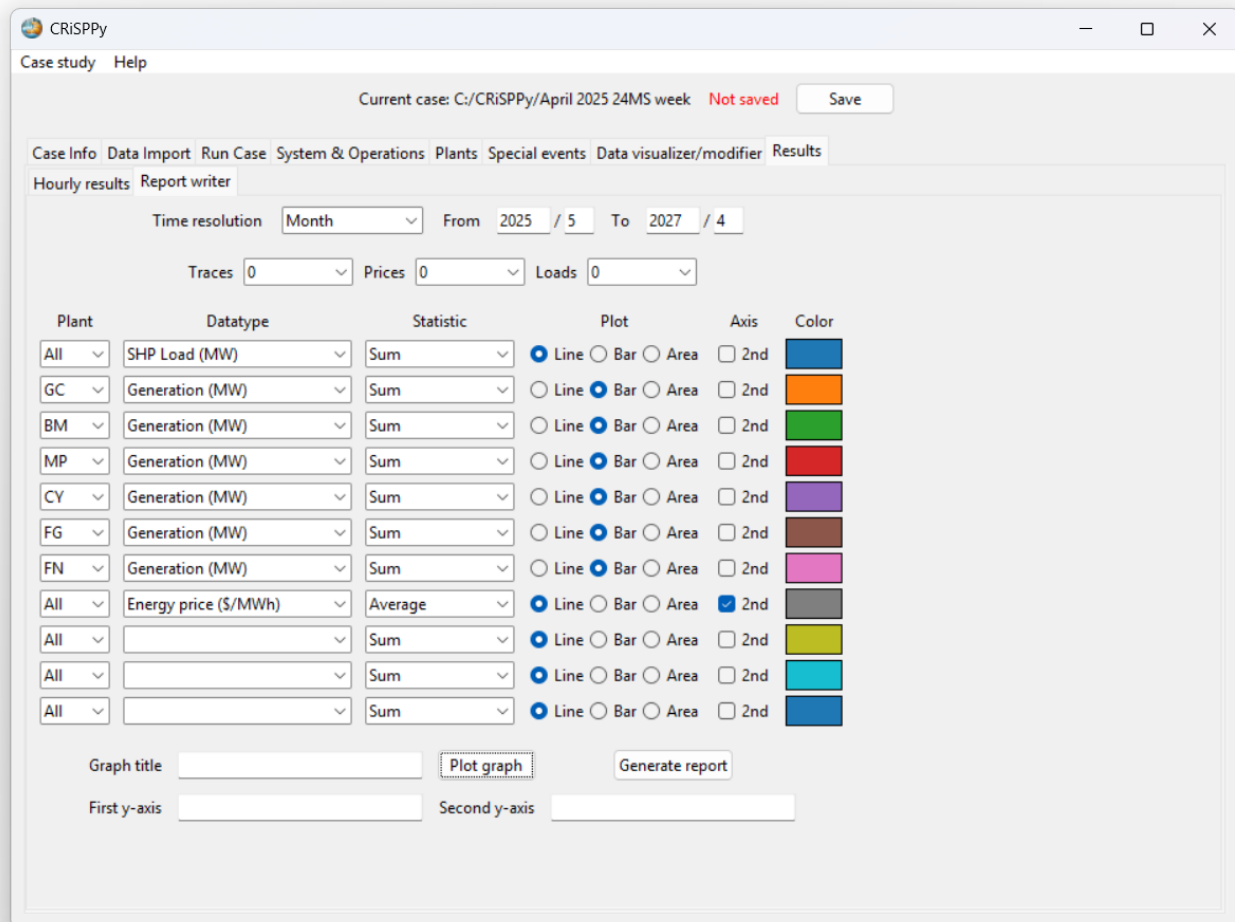 CRiSPPy
Case study Help
Current case: C:/CRiSPPy/April 2025 24MS week Not saved Save
Case Info Data Import Run Case System & Operations Plants Special events Data visualizer/modifier Results
Hourly results Report writer
Time resolution Month From 2025 / 5 To 2027 / 4
Traces 0 Prices 0 Loads 0
Plant Datatype Statistic Plot Axis Color
All SHP Load (MW) Sum Line Bar Area 2nd
GC Generation (MW) Sum Line Bar Area 2nd
BM Generation (MW) Sum Line Bar Area 2nd
MP Generation (MW) Sum Line Bar Area 2nd
CY Generation (MW) Sum Line Bar Area 2nd
FG Generation (MW) Sum Line Bar Area 2nd
FN Generation (MW) Sum Line Bar Area 2nd
All Energy price ($/MWh) Average Line Bar Area 2nd
All Sum Line Bar Area 2nd
All Sum Line Bar Area 2nd
All Sum Line Bar Area 2nd
Graph title Plot graph Generate report
First y-axis Second y-axis